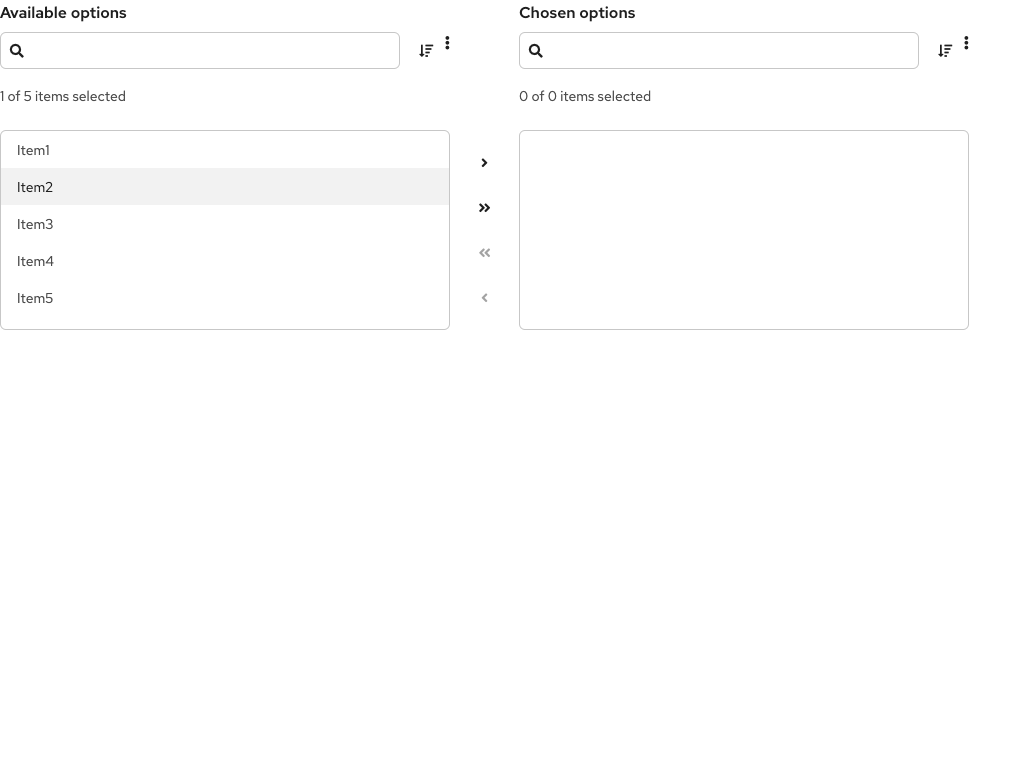 Available options
1 of 5 items selected
Item1
Item2
Item3
Item4
Item5
Chosen options
0 of 0 items selected